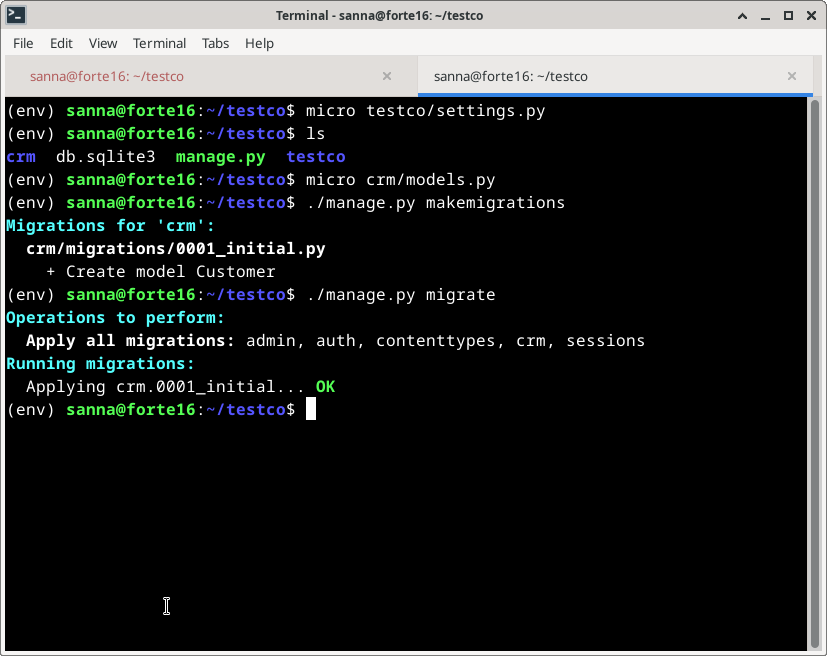 Terminal - sanna@forte16: ~/testco
File Edit View Terminal Tabs Help
sanna@forte16: ~/testco sanna@forte16: ~/testco
(env) sanna@forte16:~/testco$ micro testco/settings.py
(env) sanna@forte16:~/testco$ ls
crm  db.sqlite3  manage.py  testco
(env) sanna@forte16:~/testco$ micro crm/models.py
(env) sanna@forte16:~/testco$ ./manage.py makemigrations
Migrations for 'crm':
  crm/migrations/0001_initial.py
    + Create model Customer
(env) sanna@forte16:~/testco$ ./manage.py migrate
Operations to perform:
  Apply all migrations: admin, auth, contenttypes, crm, sessions
Running migrations:
  Applying crm.0001_initial... OK
(env) sanna@forte16:~/testco$